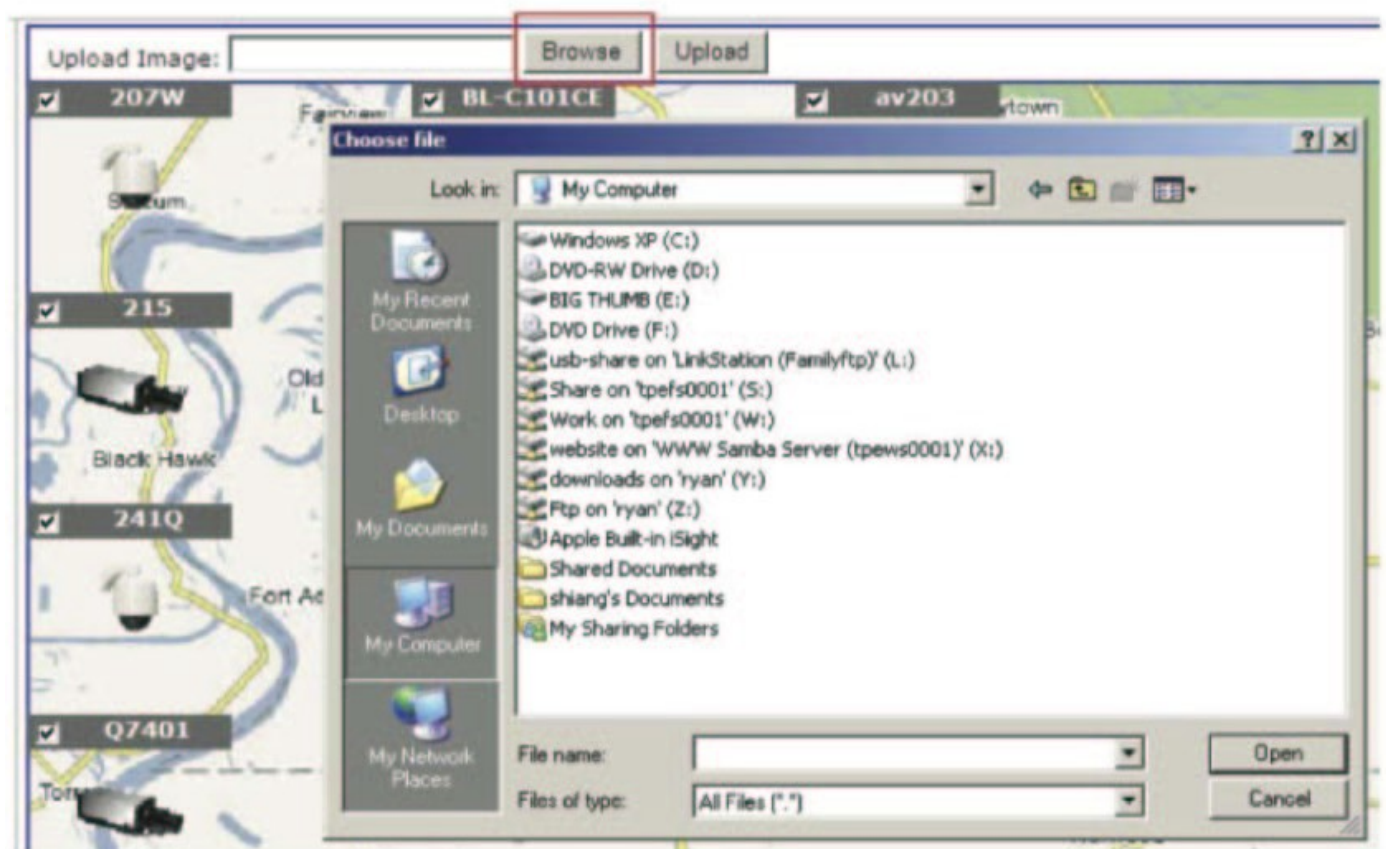 Upload Image: Browse Upload
207W
BL-C101CE
av203
Choose file
Look in: My Computer
My Recent Documents
Desktop
My Documents
My Computer
My Network Places
Windows XP (C:)
DVD-RW Drive (D:)
BIG THUMB (E:)
DVD Drive (F:)
usb-share on 'LinkStation (Familyftp)' (L:)
Share on 'tpefs0001' (S:)
Work on 'tpefs0001' (W:)
website on 'WWW Samba Server (tpews0001)' (X:)
downloads on 'ryan' (Y:)
Ftp on 'ryan' (Z:)
Apple Built-in iSight
Shared Documents
shiang's Documents
My Sharing Folders
File name:
Open
Files of type: All Files (*.*)
Cancel
215
Old
Black Hawk
241Q
Q7401